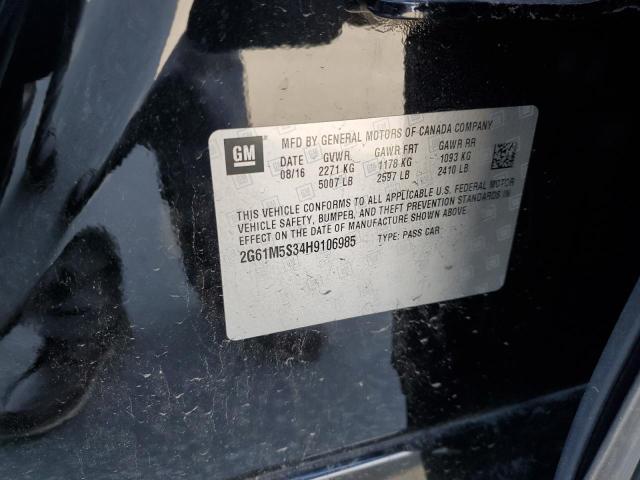 GM
MFD BY GENERAL MOTORS OF CANADA COMPANY
DATE GVWR GAWR FRT GAWR RR
08/16 2271 KG 1178 KG 1093 KG
5007 LB 2597 LB 2410 LB
THIS VEHICLE CONFORMS TO ALL APPLICABLE U.S. FEDERAL MOTOR
VEHICLE SAFETY, BUMPER, AND THEFT PREVENTION STANDARDS IN
EFFECT ON THE DATE OF MANUFACTURE SHOWN ABOVE
2G61M5S34H9106985 TYPE: PASS CAR